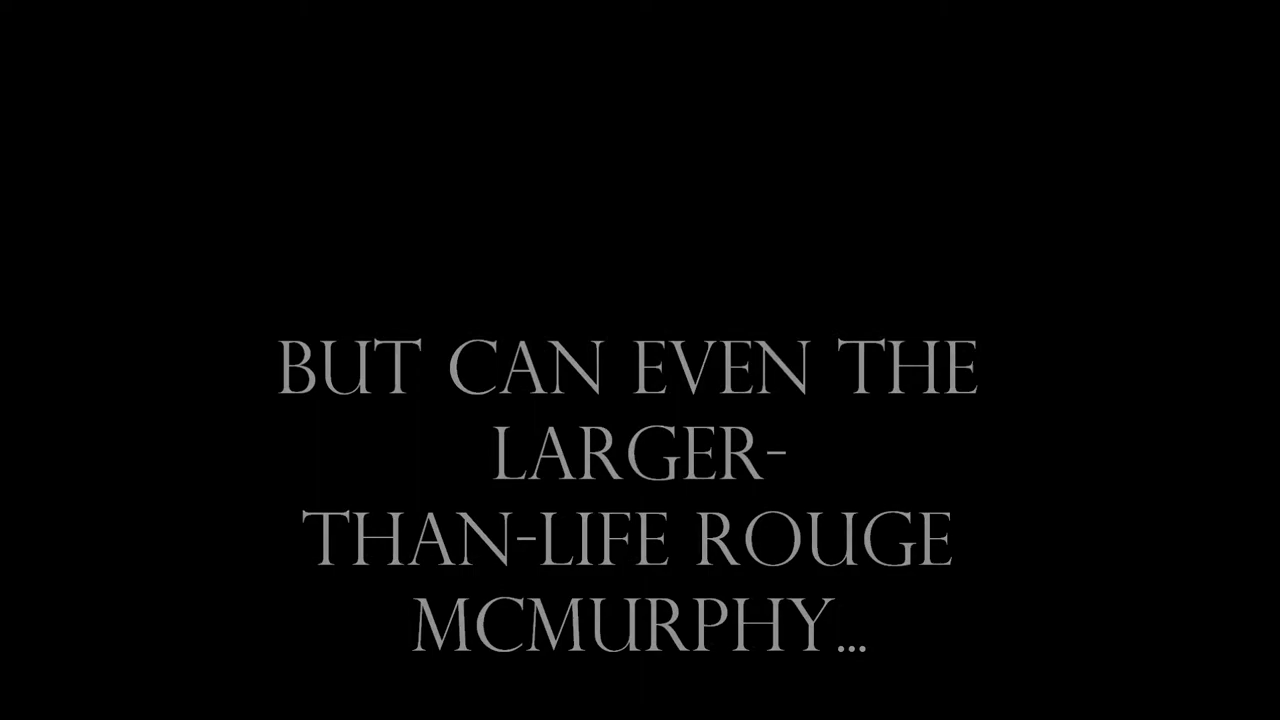 BUT CAN EVEN THE
LARGER-
THAN-LIFE ROUGE
MCMURPHY...